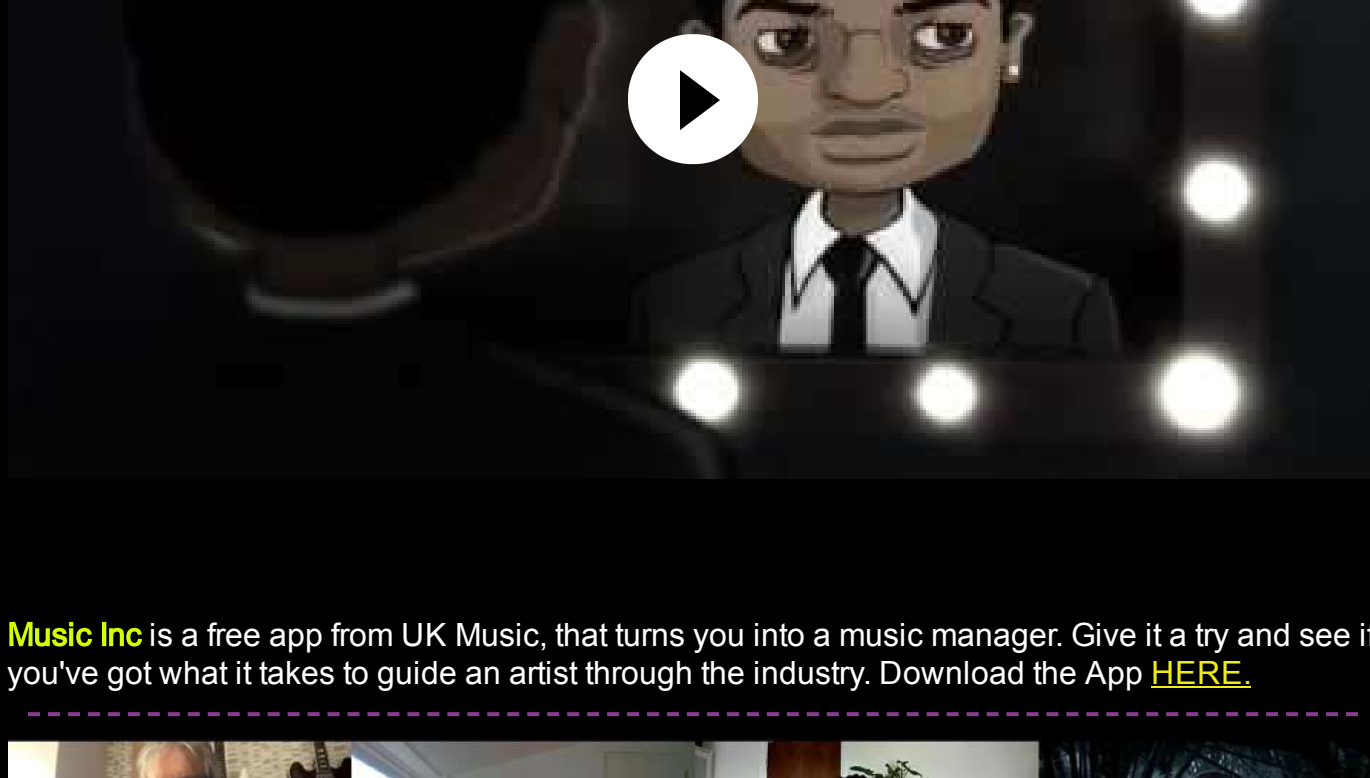 Music Inc is a free app from UK Music, that turns you into a music manager. Give it a try and see
you've got what it takes to guide an artist through the industry. Download the App HERE.